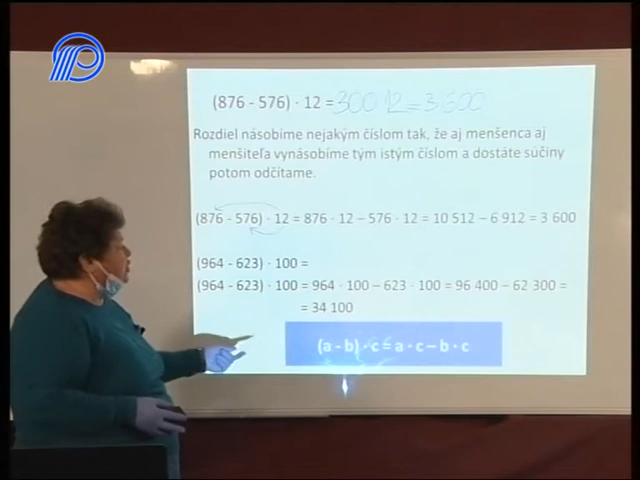 (876 - 576) · 12 = 300·12 = 3 600
Rozdiel násobíme nejakým číslom tak, že aj menšenca aj
menšiteľa vynásobíme tým istým číslom a dostáte súčiny
potom odčítame.
(876 - 576) · 12 = 876 · 12 – 576 · 12 = 10 512 – 6 912 = 3 600
(964 - 623) · 100 =
(964 - 623) · 100 = 964 · 100 – 623 · 100 = 96 400 – 62 300 =
= 34 100
(a - b) · c = a · c – b · c